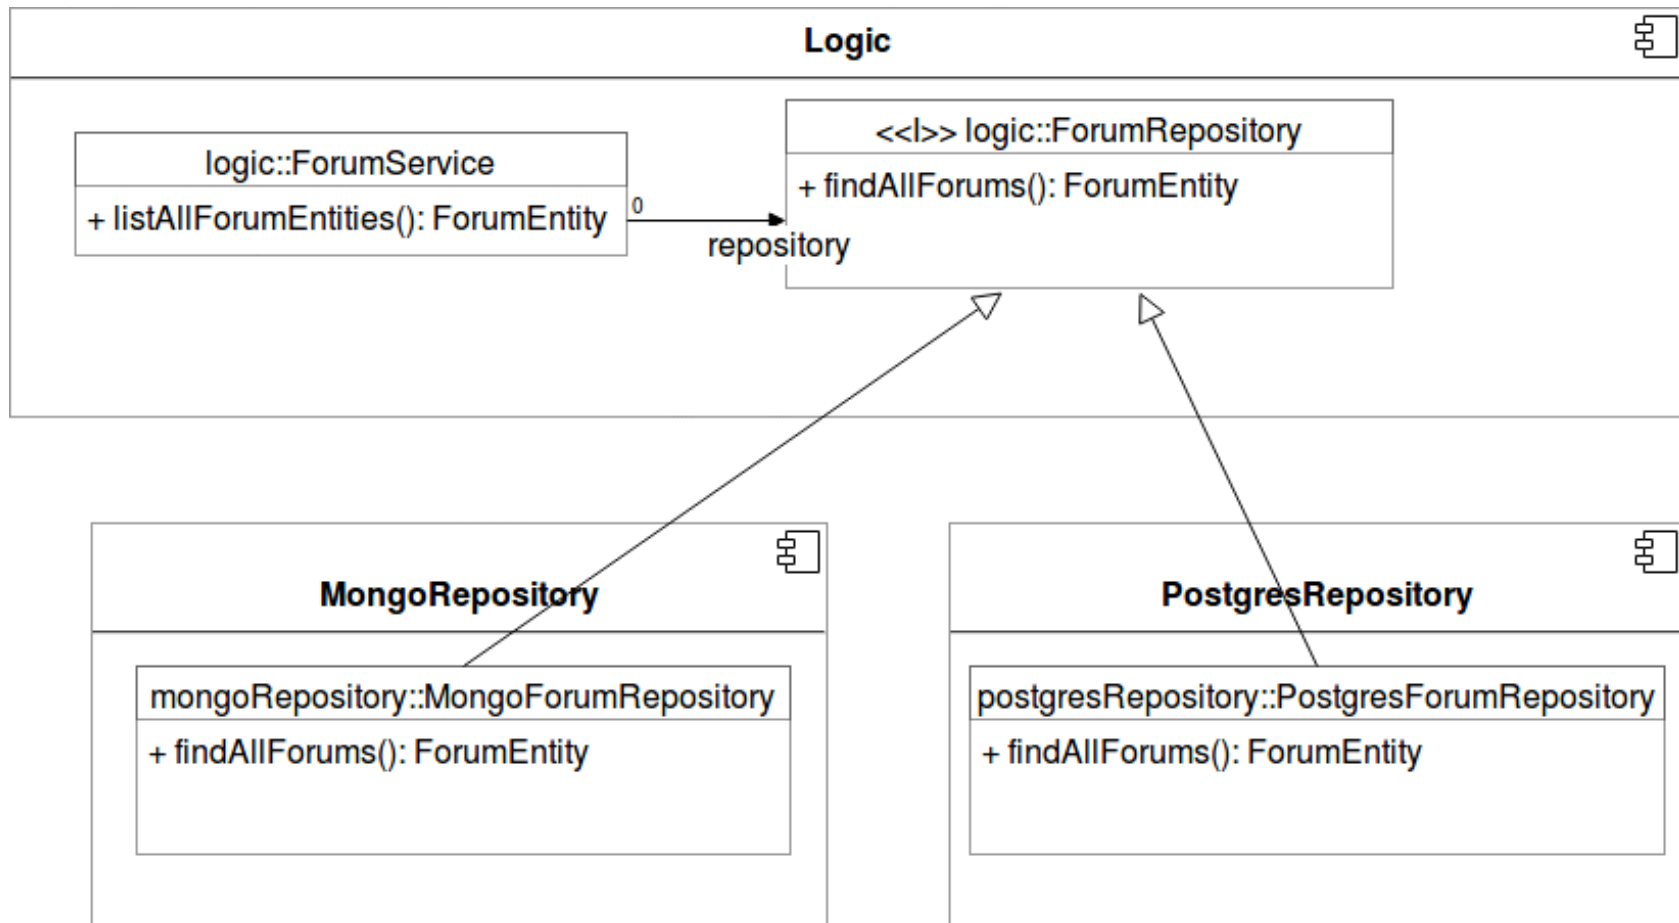 Logic
logic::ForumService
+ listAllForumEntities(): ForumEntity
0
repository
<<I>> logic::ForumRepository
+ findAllForums(): ForumEntity
MongoRepository
mongoRepository::MongoForumRepository
+ findAllForums(): ForumEntity
PostgresRepository
postgresRepository::PostgresForumRepository
+ findAllForums(): ForumEntity